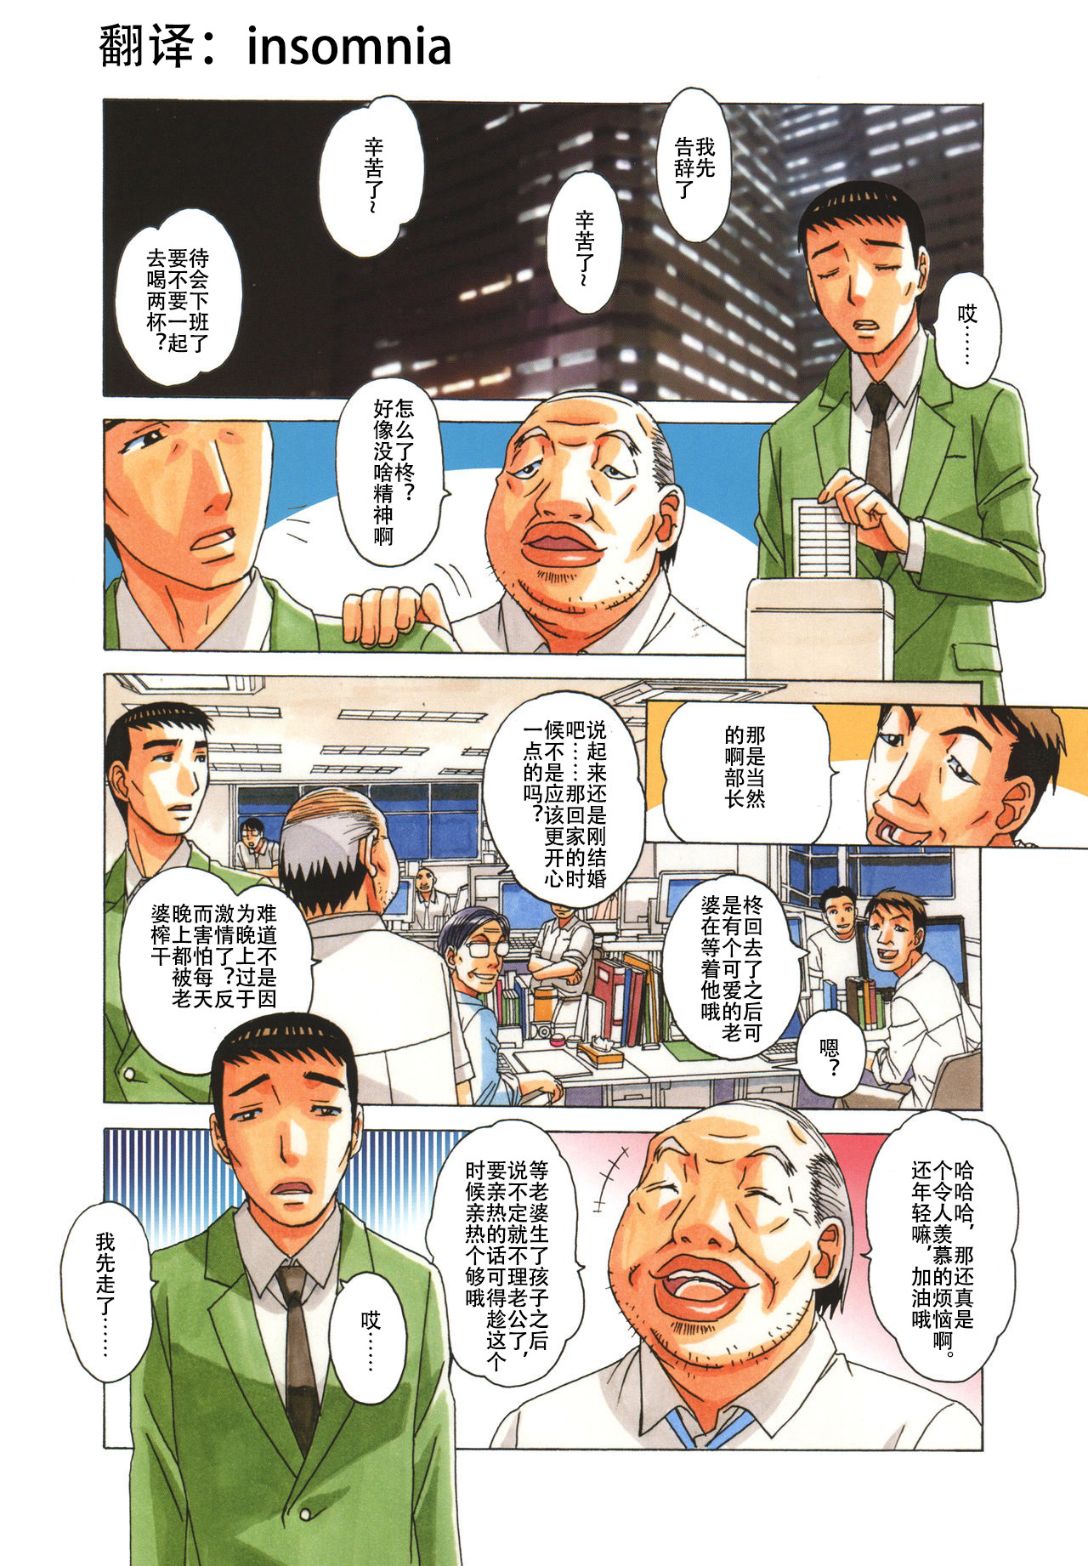 翻译：insomnia
我先
告辞了
辛苦了~
辛苦了~
待会下班了
要不要一起
去喝两杯？
哎……
怎么了柊？
好像没啥精神啊
那是当然
的啊部长
说起来还是刚结婚
吧……那回家的时
候不是应该更开心
一点的吗？
柊回去了之后可
是有个可爱的老
婆在等着他哦
嗯？
难道不是因
为晚上过于
激情了？反
而害怕每天
晚上都被老
婆榨干
哈哈哈，那还真是
个令人羡慕的烦恼啊。
还年轻嘛，加油哦
等老婆生了孩子之后
说不定就不理老公了，
要亲热的话可得趁这个
时候亲热个够哦
哎……
我先走了……